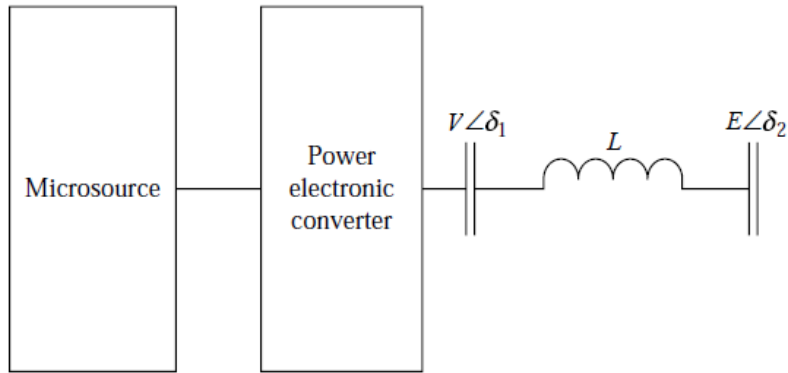 Microsource
Power
electronic
converter
V∠δ₁
L
E∠δ₂